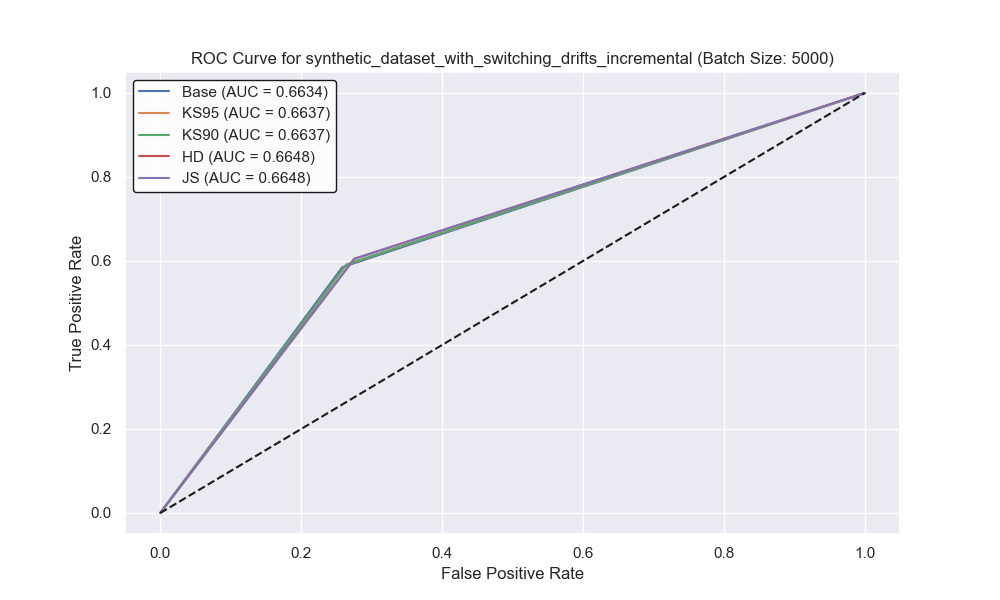 ROC Curve for synthetic_dataset_with_switching_drifts_incremental (Batch Size: 5000)
Base (AUC = 0.6634)
KS95 (AUC = 0.6637)
KS90 (AUC = 0.6637)
HD (AUC = 0.6648)
JS (AUC = 0.6648)
True Positive Rate
1.0
0.8
0.6
0.4
0.2
0.0
0.0 0.2 0.4 0.6 0.8 1.0
False Positive Rate